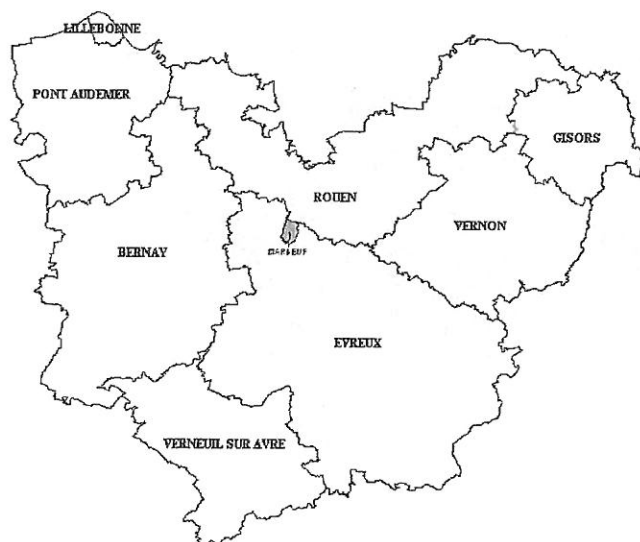 LILLEBONNE
PONT AUDEMER
GISORS
ROUEN
VERNON
BERNAY
EVREUX
VERNEUIL SUR AVRE